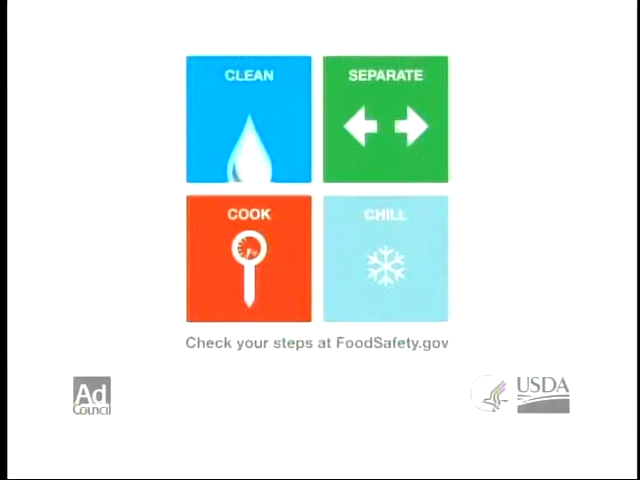 CLEAN
SEPARATE
COOK
CHILL
Check your steps at FoodSafety.gov
Ad
Council
USDA